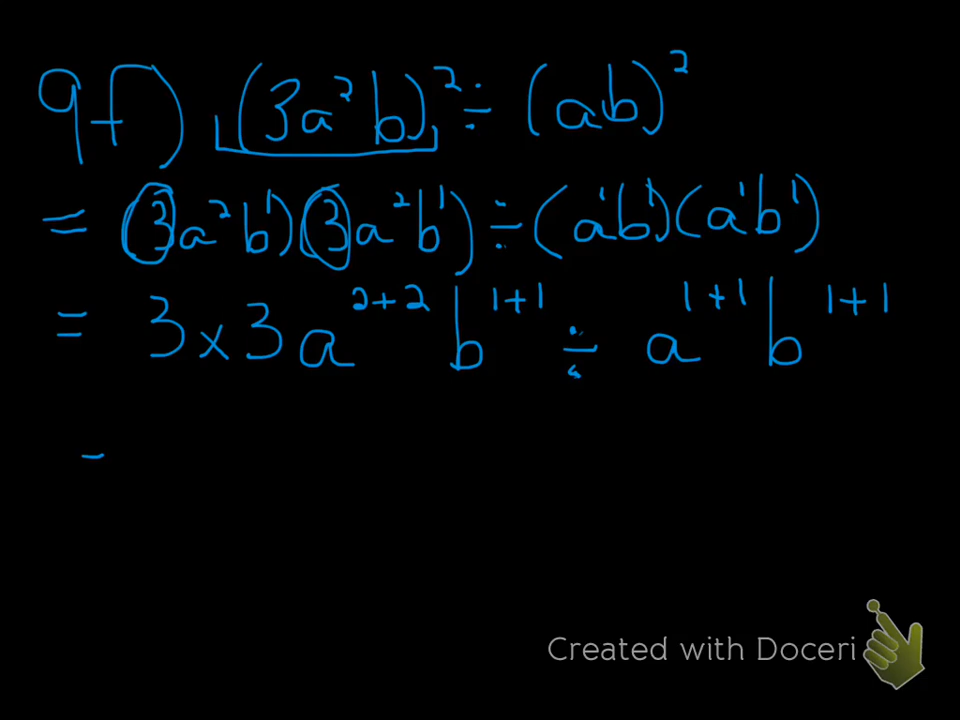 9f) (3a²b)² ÷ (ab)²
= (3a²b¹)(3a²b¹) ÷ (a¹b¹)(a¹b¹)
= 3×3a²⁺²b¹⁺¹ ÷ a¹⁺¹b¹⁺¹
-
Created with Doceri